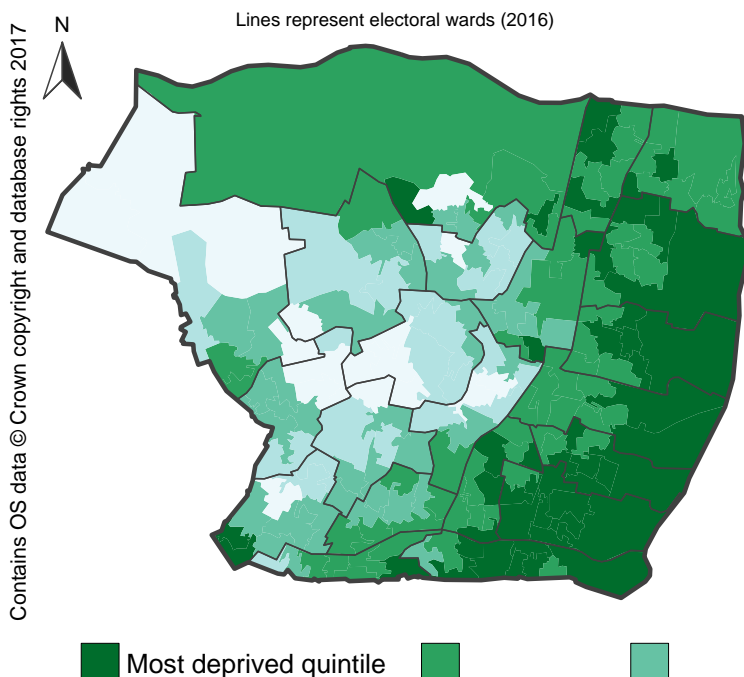 Lines represent electoral wards (2016)
N
Contains OS data © Crown copyright and database rights 2017
Most deprived quintile